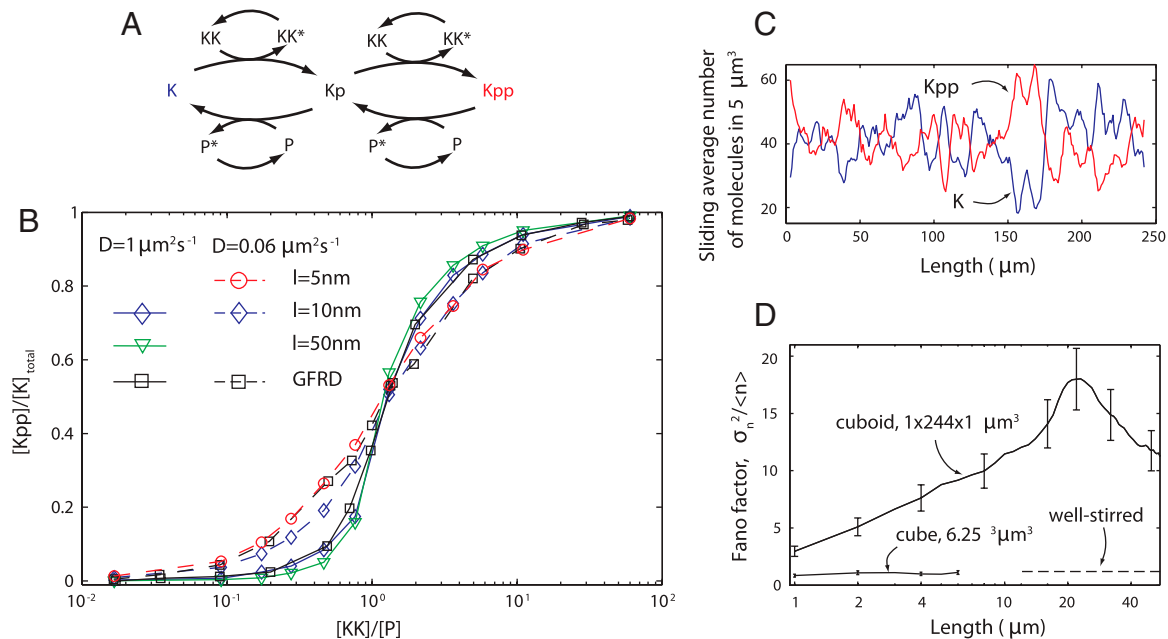 A
KK
KK*
KK
KK*
K
Kp
Kpp
P*
P
P*
P
B
D=1 μm²s⁻¹
D=0.06 μm²s⁻¹
l=5nm
l=10nm
l=50nm
GFRD
1
0.8
0.6
0.4
0.2
0
[Kpp]/[K]total
10⁻²
10⁻¹
10⁰
10¹
10²
[KK]/[P]
C
Sliding average number
of molecules in 5 μm³
60
40
20
Kpp
K
0
50
100
150
200
250
Length ( μm)
D
Fano factor, σn²/<n>
20
15
10
5
0
cuboid, 1x244x1 μm³
cube, 6.25 ³μm³
well-stirred
1
2
4
10
20
40
Length ( μm)